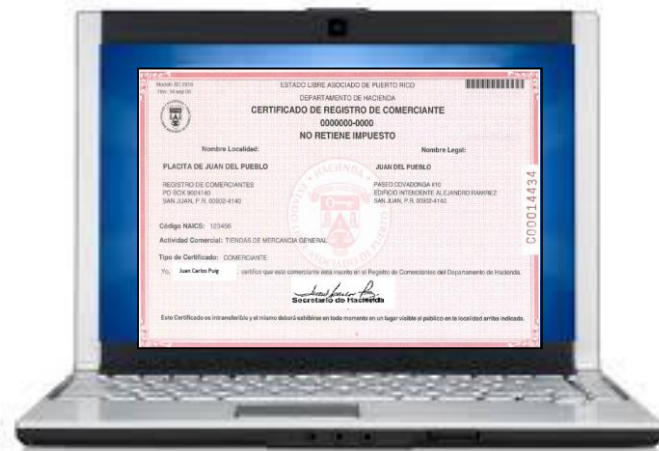 Modelo SC 2918
ESTADO LIBRE ASOCIADO DE PUERTO RICO
DEPARTAMENTO DE HACIENDA
CERTIFICADO DE REGISTRO DE COMERCIANTE
0000000-0000
NO RETIENE IMPUESTO
Nombre Localidad: Nombre Legal:
PLACITA DE JUAN DEL PUEBLO JUAN DEL PUEBLO
REGISTRO DE COMERCIANTES PASEO COVADONGA #10
PO BOX 9024140 EDIFICIO INTENDENTE ALEJANDRO RAMIREZ
SAN JUAN, P.R. 00902-4140 SAN JUAN, P.R. 00902-4140
C00014434
Código NAICS: 123456
Actividad Comercial: TIENDAS DE MERCANCIA GENERAL
Tipo de Certificado: COMERCIANTE
Yo, Juan Carlos Puig , certifico que este comerciante está inscrito en el Registro de Comerciantes del Departamento de Hacienda.
Secretario de Hacienda
Este Certificado es intransferible y el mismo deberá exhibirse en todo momento en un lugar visible al público en la localidad arriba indicada.